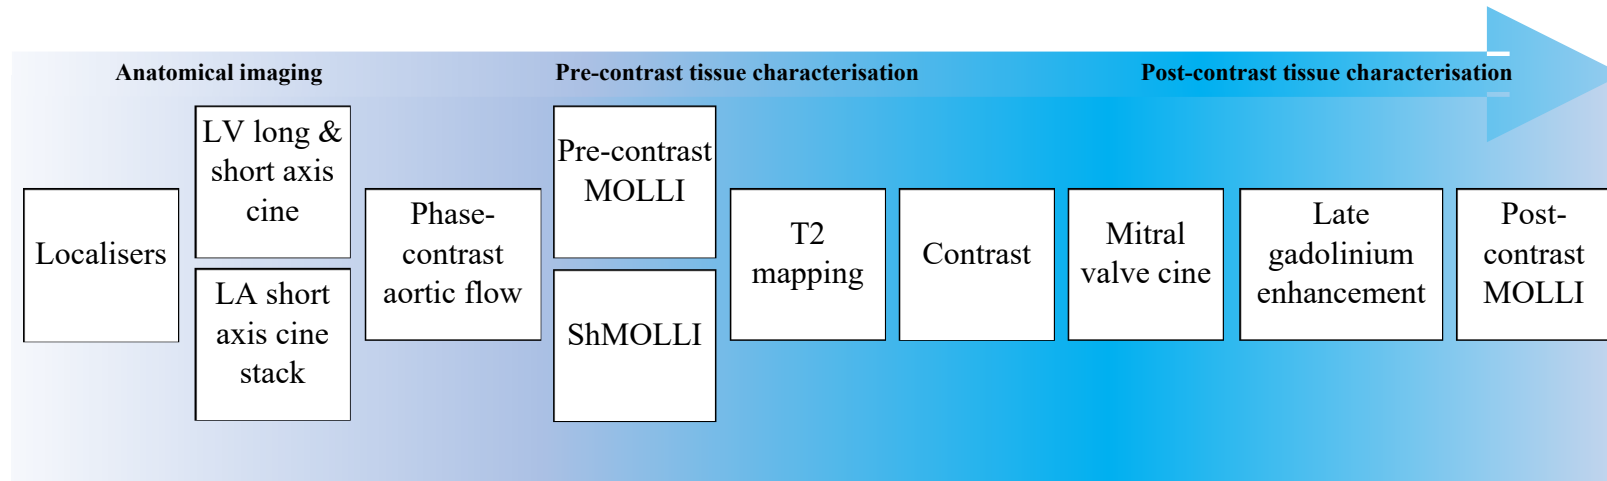 Anatomical imaging
Pre-contrast tissue characterisation
Post-contrast tissue characterisation
Localisers
LV long &
short axis
cine
LA short
axis cine
stack
Phase-
contrast
aortic flow
Pre-contrast
MOLLI
ShMOLLI
T2
mapping
Contrast
Mitral
valve cine
Late
gadolinium
enhancement
Post-
contrast
MOLLI